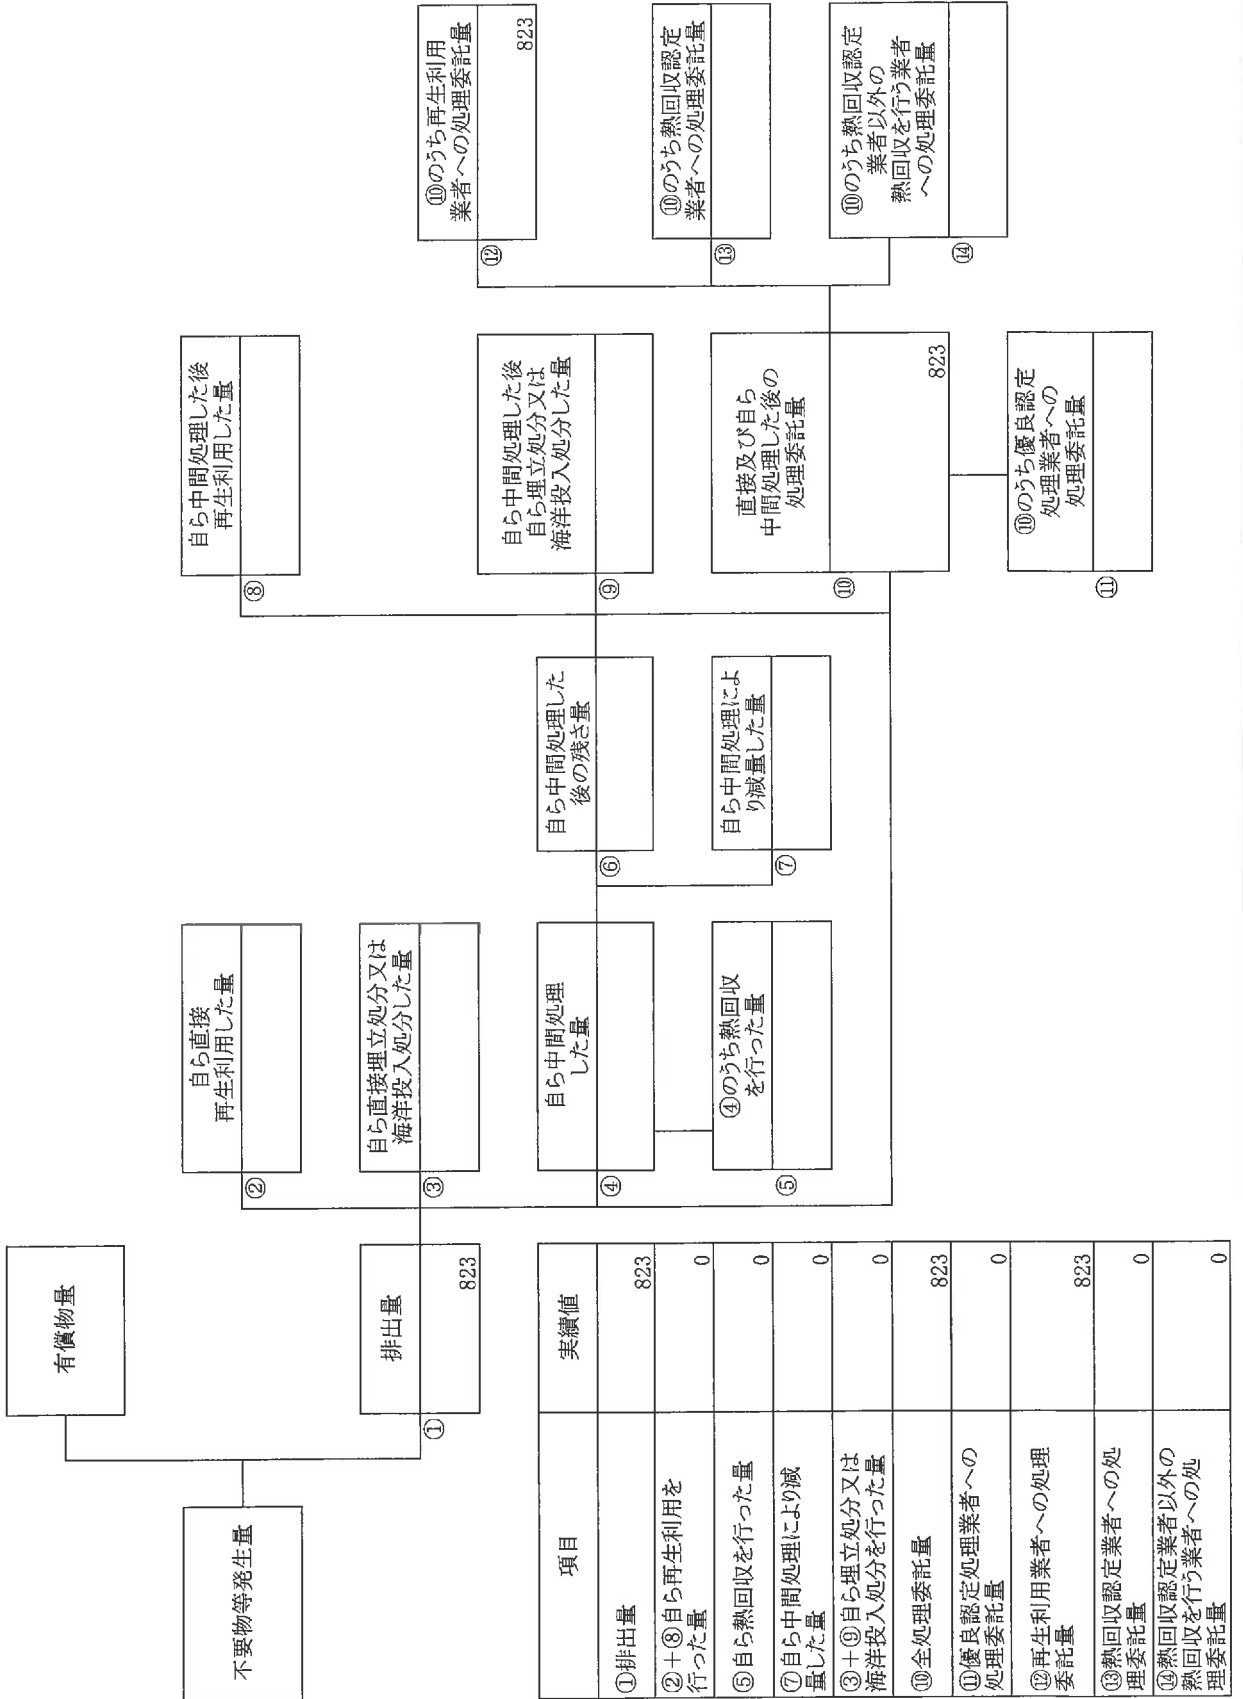 不要物等発生量
有償物量
①
排出量
823
②
自ら直接
再生利用した量
③
自ら直接埋立処分又は
海洋投入処分した量
④
自ら中間処理
した量
⑤
④のうち熱回収
を行った量
⑥
自ら中間処理した
後の残さ量
⑦
自ら中間処理によ
り減量した量
⑧
自ら中間処理した後
再生利用した量
⑨
自ら中間処理した後
自ら埋立処分又は
海洋投入処分した量
⑩
直接及び自ら
中間処理した後の
処理委託量
823
⑪
⑩のうち優良認定
処理業者への
処理委託量
⑫
⑩のうち再生利用
業者への処理委託量
823
⑬
⑩のうち熱回収認定
業者への処理委託量
⑭
⑩のうち熱回収認定
業者以外の
熱回収を行う業者
への処理委託量
項目 実績値
①排出量 823
②+⑧自ら再生利用を
行った量 0
⑤自ら熱回収を行った量 0
⑦自ら中間処理により減
量した量 0
③+⑨自ら埋立処分又は
海洋投入処分を行った量 0
⑩全処理委託量 823
⑪優良認定処理業者への
処理委託量 0
⑫再生利用業者への処理
委託量 823
⑬熱回収認定業者への処
理委託量 0
⑭熱回収認定業者以外の
熱回収を行う業者への処
理委託量 0